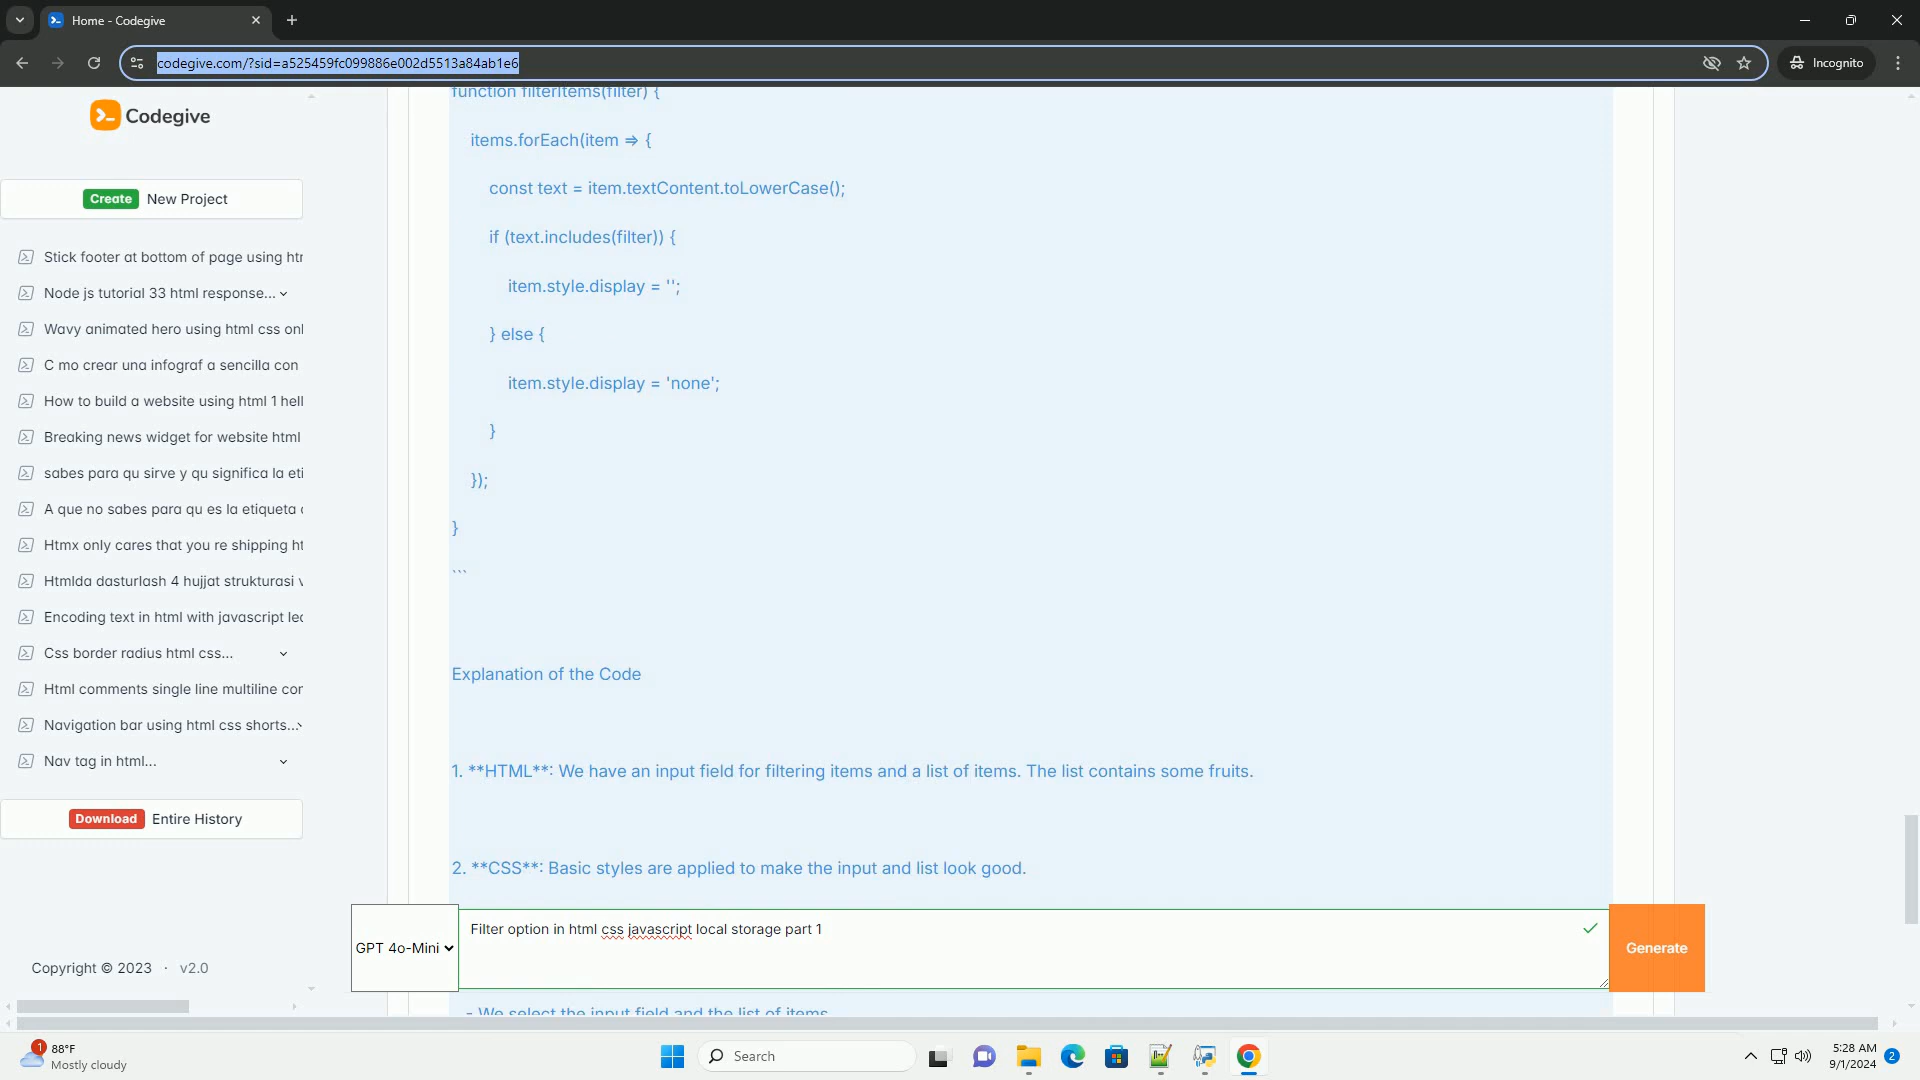 Home - Codegive
codegive.com/?sid=a525459fc099886e002d5513a84ab1e6
Incognito
Codegive
Create New Project
Stick footer at bottom of page using htr
Node js tutorial 33 html response...
Wavy animated hero using html css onl
C mo crear una infograf a sencilla con
How to build a website using html 1 hell
Breaking news widget for website html
sabes para qu sirve y qu significa la eti
A que no sabes para qu es la etiqueta
Htmx only cares that you re shipping ht
Htmlda dasturlash 4 hujjat strukturasi v
Encoding text in html with javascript lec
Css border radius html css...
Html comments single line multiline cor
Navigation bar using html css shorts...
Nav tag in html...
Download Entire History
Copyright © 2023 · v2.0
function filterItems(filter) {
items.forEach(item => {
const text = item.textContent.toLowerCase();
if (text.includes(filter)) {
item.style.display = '';
} else {
item.style.display = 'none';
}
});
}
```
Explanation of the Code
1. **HTML**: We have an input field for filtering items and a list of items. The list contains some fruits.
2. **CSS**: Basic styles are applied to make the input and list look good.
GPT 4o-Mini
Filter option in html css javascript local storage part 1
Generate
- We select the input field and the list of items
1
88°F
Mostly cloudy
Search
5:28 AM
9/1/2024
2